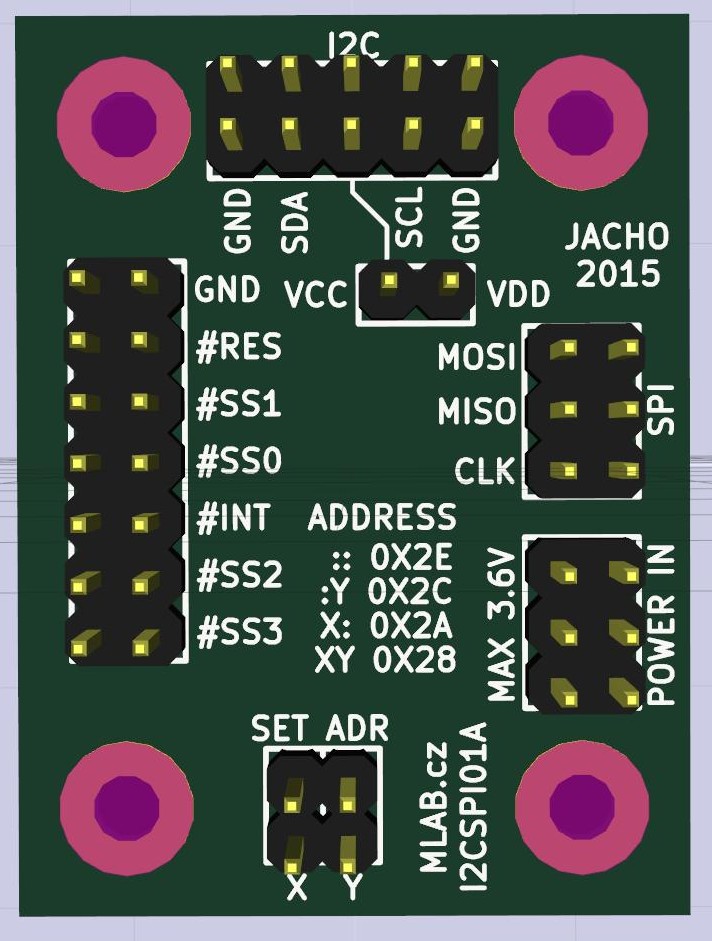 I2C
GND SDA SCL GND
JACHO
2015
VCC VDD
GND
#RES
#SS1
#SS0
#INT
#SS2
#SS3
MOSI
MISO
CLK
SPI
ADDRESS
:: 0X2E
:Y 0X2C
X: 0X2A
XY 0X28
MAX 3.6V
POWER IN
SET ADR
X Y
MLAB.cz
I2CSPI01A